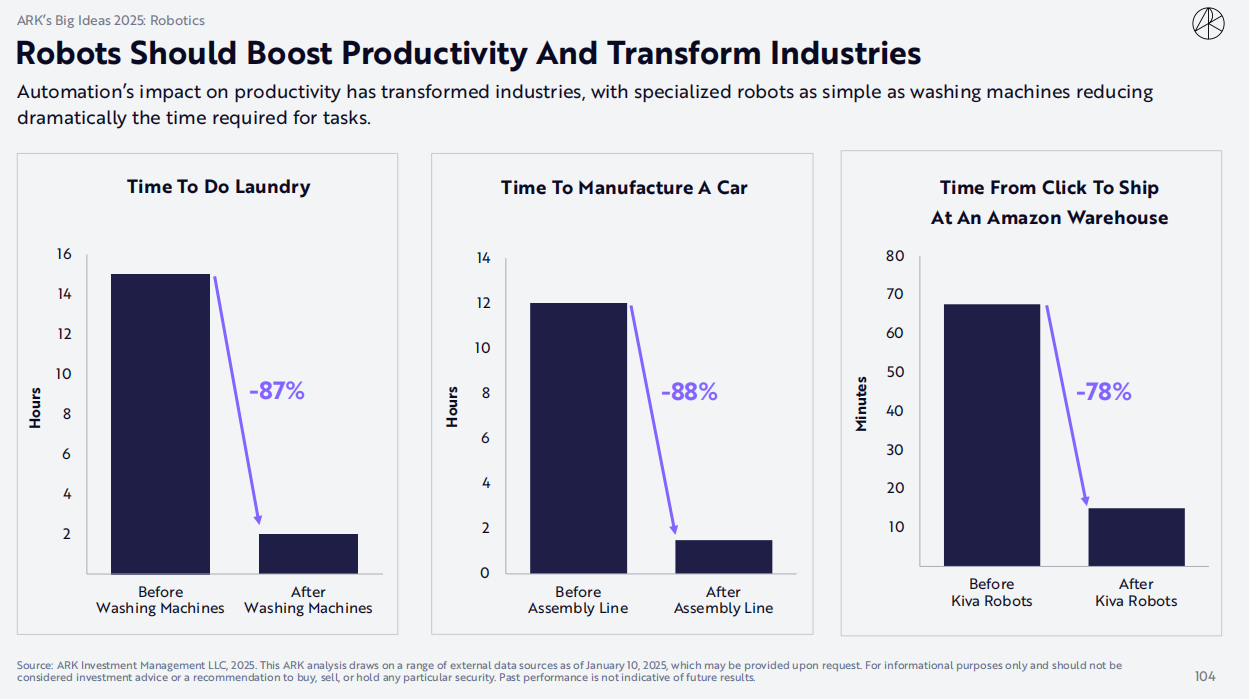 ARK's Big Ideas 2025: Robotics
Robots Should Boost Productivity And Transform Industries
Automation's impact on productivity has transformed industries, with specialized robots as simple as washing machines reducing
dramatically the time required for tasks.
Time To Do Laundry
16
14
12
10
8
6
4
2
Hours
-87%
Before
Washing Machines
After
Washing Machines
Time To Manufacture A Car
14
12
10
8
6
4
2
0
Hours
-88%
Before
Assembly Line
After
Assembly Line
Time From Click To Ship
At An Amazon Warehouse
80
70
60
50
40
30
20
10
Minutes
-78%
Before
Kiva Robots
After
Kiva Robots
Source: ARK Investment Management LLC, 2025. This ARK analysis draws on a range of external data sources as of January 10, 2025, which may be provided upon request. For informational purposes only and should not be
considered investment advice or a recommendation to buy, sell, or hold any particular security. Past performance is not indicative of future results.
104